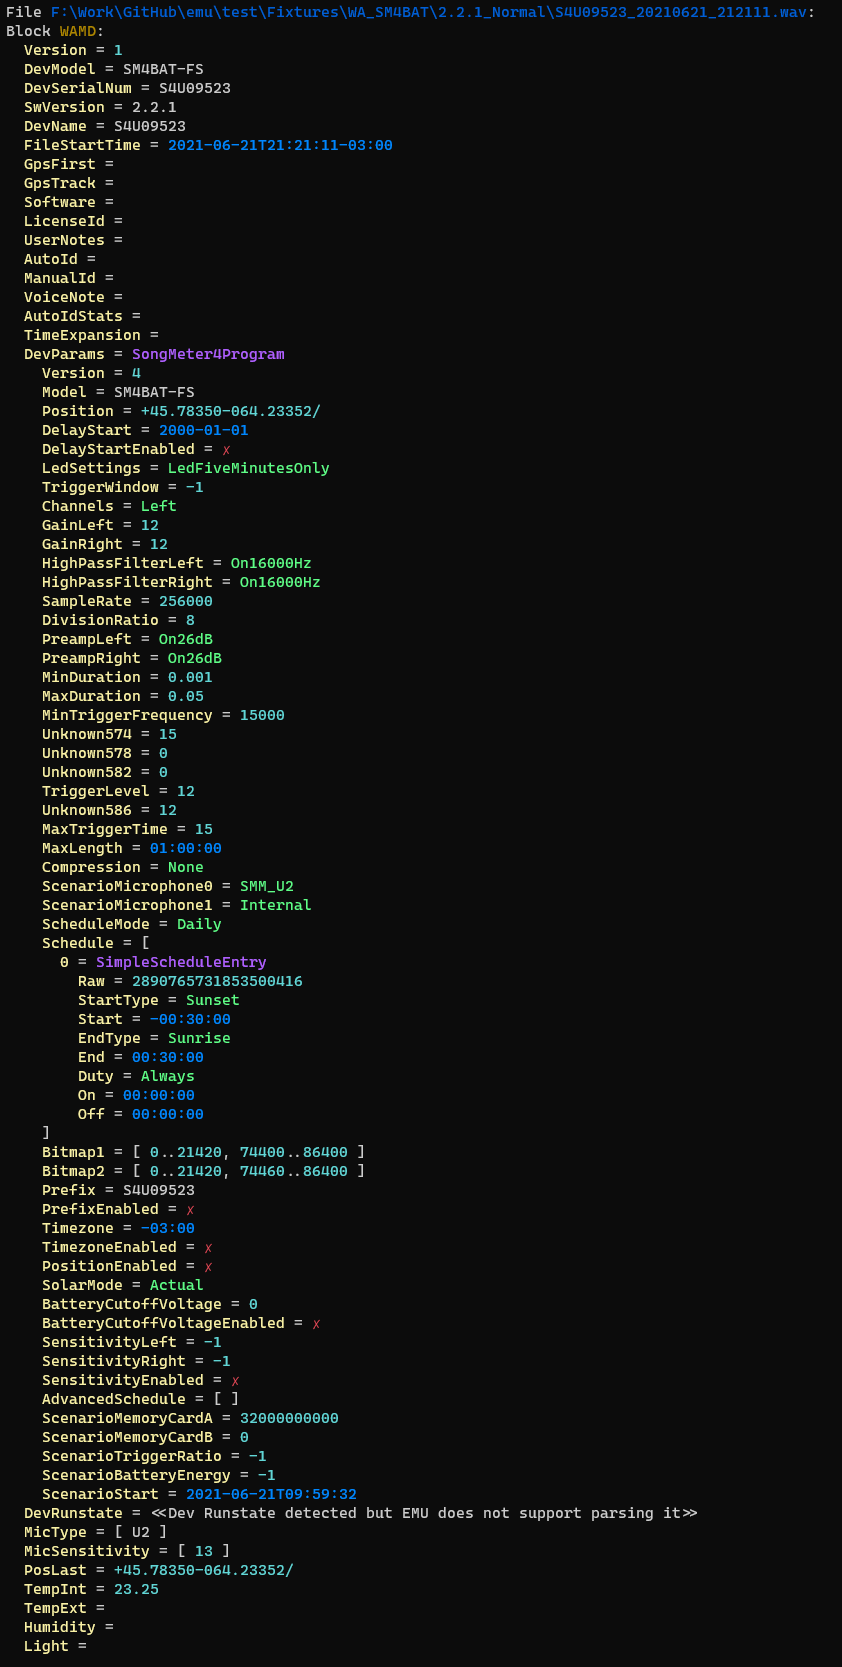 File F:\Work\GitHub\emu\test\Fixtures\WA_SM4BAT\2.2.1_Normal\S4U09523_20210621_212111.wav:
Block WAMD:
Version = 1
DevModel = SM4BAT-FS
DevSerialNum = S4U09523
SwVersion = 2.2.1
DevName = S4U09523
FileStartTime = 2021-06-21T21:21:11-03:00
GpsFirst =
GpsTrack =
Software =
LicenseId =
UserNotes =
AutoId =
ManualId =
VoiceNote =
AutoIdStats =
TimeExpansion =
DevParams = SongMeter4Program
Version = 4
Model = SM4BAT-FS
Position = +45.78350-064.23352/
DelayStart = 2000-01-01
DelayStartEnabled = ✗
LedSettings = LedFiveMinutesOnly
TriggerWindow = -1
Channels = Left
GainLeft = 12
GainRight = 12
HighPassFilterLeft = On16000Hz
HighPassFilterRight = On16000Hz
SampleRate = 256000
DivisionRatio = 8
PreampLeft = On26dB
PreampRight = On26dB
MinDuration = 0.001
MaxDuration = 0.05
MinTriggerFrequency = 15000
Unknown574 = 15
Unknown578 = 0
Unknown582 = 0
TriggerLevel = 12
Unknown586 = 12
MaxTriggerTime = 15
MaxLength = 01:00:00
Compression = None
ScenarioMicrophone0 = SMM_U2
ScenarioMicrophone1 = Internal
ScheduleMode = Daily
Schedule = [
0 = SimpleScheduleEntry
Raw = 2890765731853500416
StartType = Sunset
Start = -00:30:00
EndType = Sunrise
End = 00:30:00
Duty = Always
On = 00:00:00
Off = 00:00:00
]
Bitmap1 = [ 0..21420, 74400..86400 ]
Bitmap2 = [ 0..21420, 74460..86400 ]
Prefix = S4U09523
PrefixEnabled = ✗
Timezone = -03:00
TimezoneEnabled = ✗
PositionEnabled = ✗
SolarMode = Actual
BatteryCutoffVoltage = 0
BatteryCutoffVoltageEnabled = ✗
SensitivityLeft = -1
SensitivityRight = -1
SensitivityEnabled = ✗
AdvancedSchedule = [ ]
ScenarioMemoryCardA = 32000000000
ScenarioMemoryCardB = 0
ScenarioTriggerRatio = -1
ScenarioBatteryEnergy = -1
ScenarioStart = 2021-06-21T09:59:32
DevRunstate = <<Dev Runstate detected but EMU does not support parsing it>>
MicType = [ U2 ]
MicSensitivity = [ 13 ]
PosLast = +45.78350-064.23352/
TempInt = 23.25
TempExt =
Humidity =
Light =